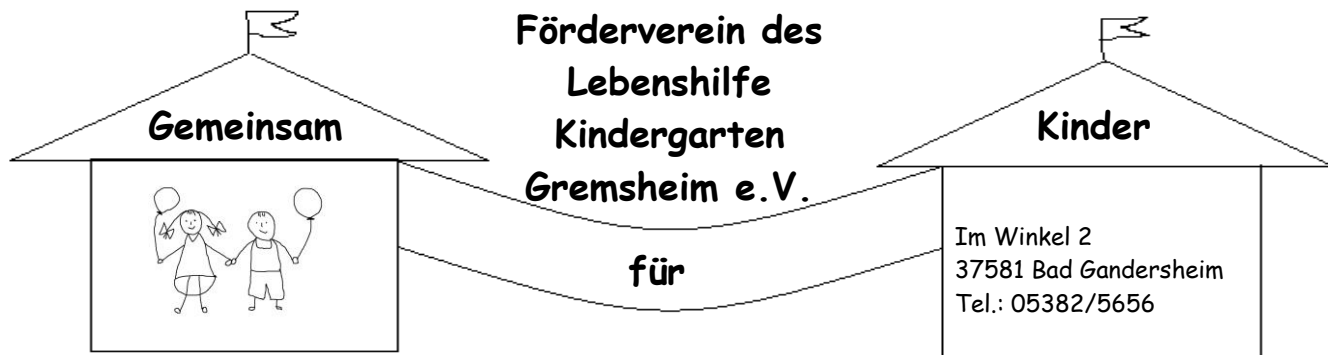 Förderverein des
Lebenshilfe
Kindergarten
Gremsheim e.V.
Gemeinsam
für
Kinder
Im Winkel 2
37581 Bad Gandersheim
Tel.: 05382/5656